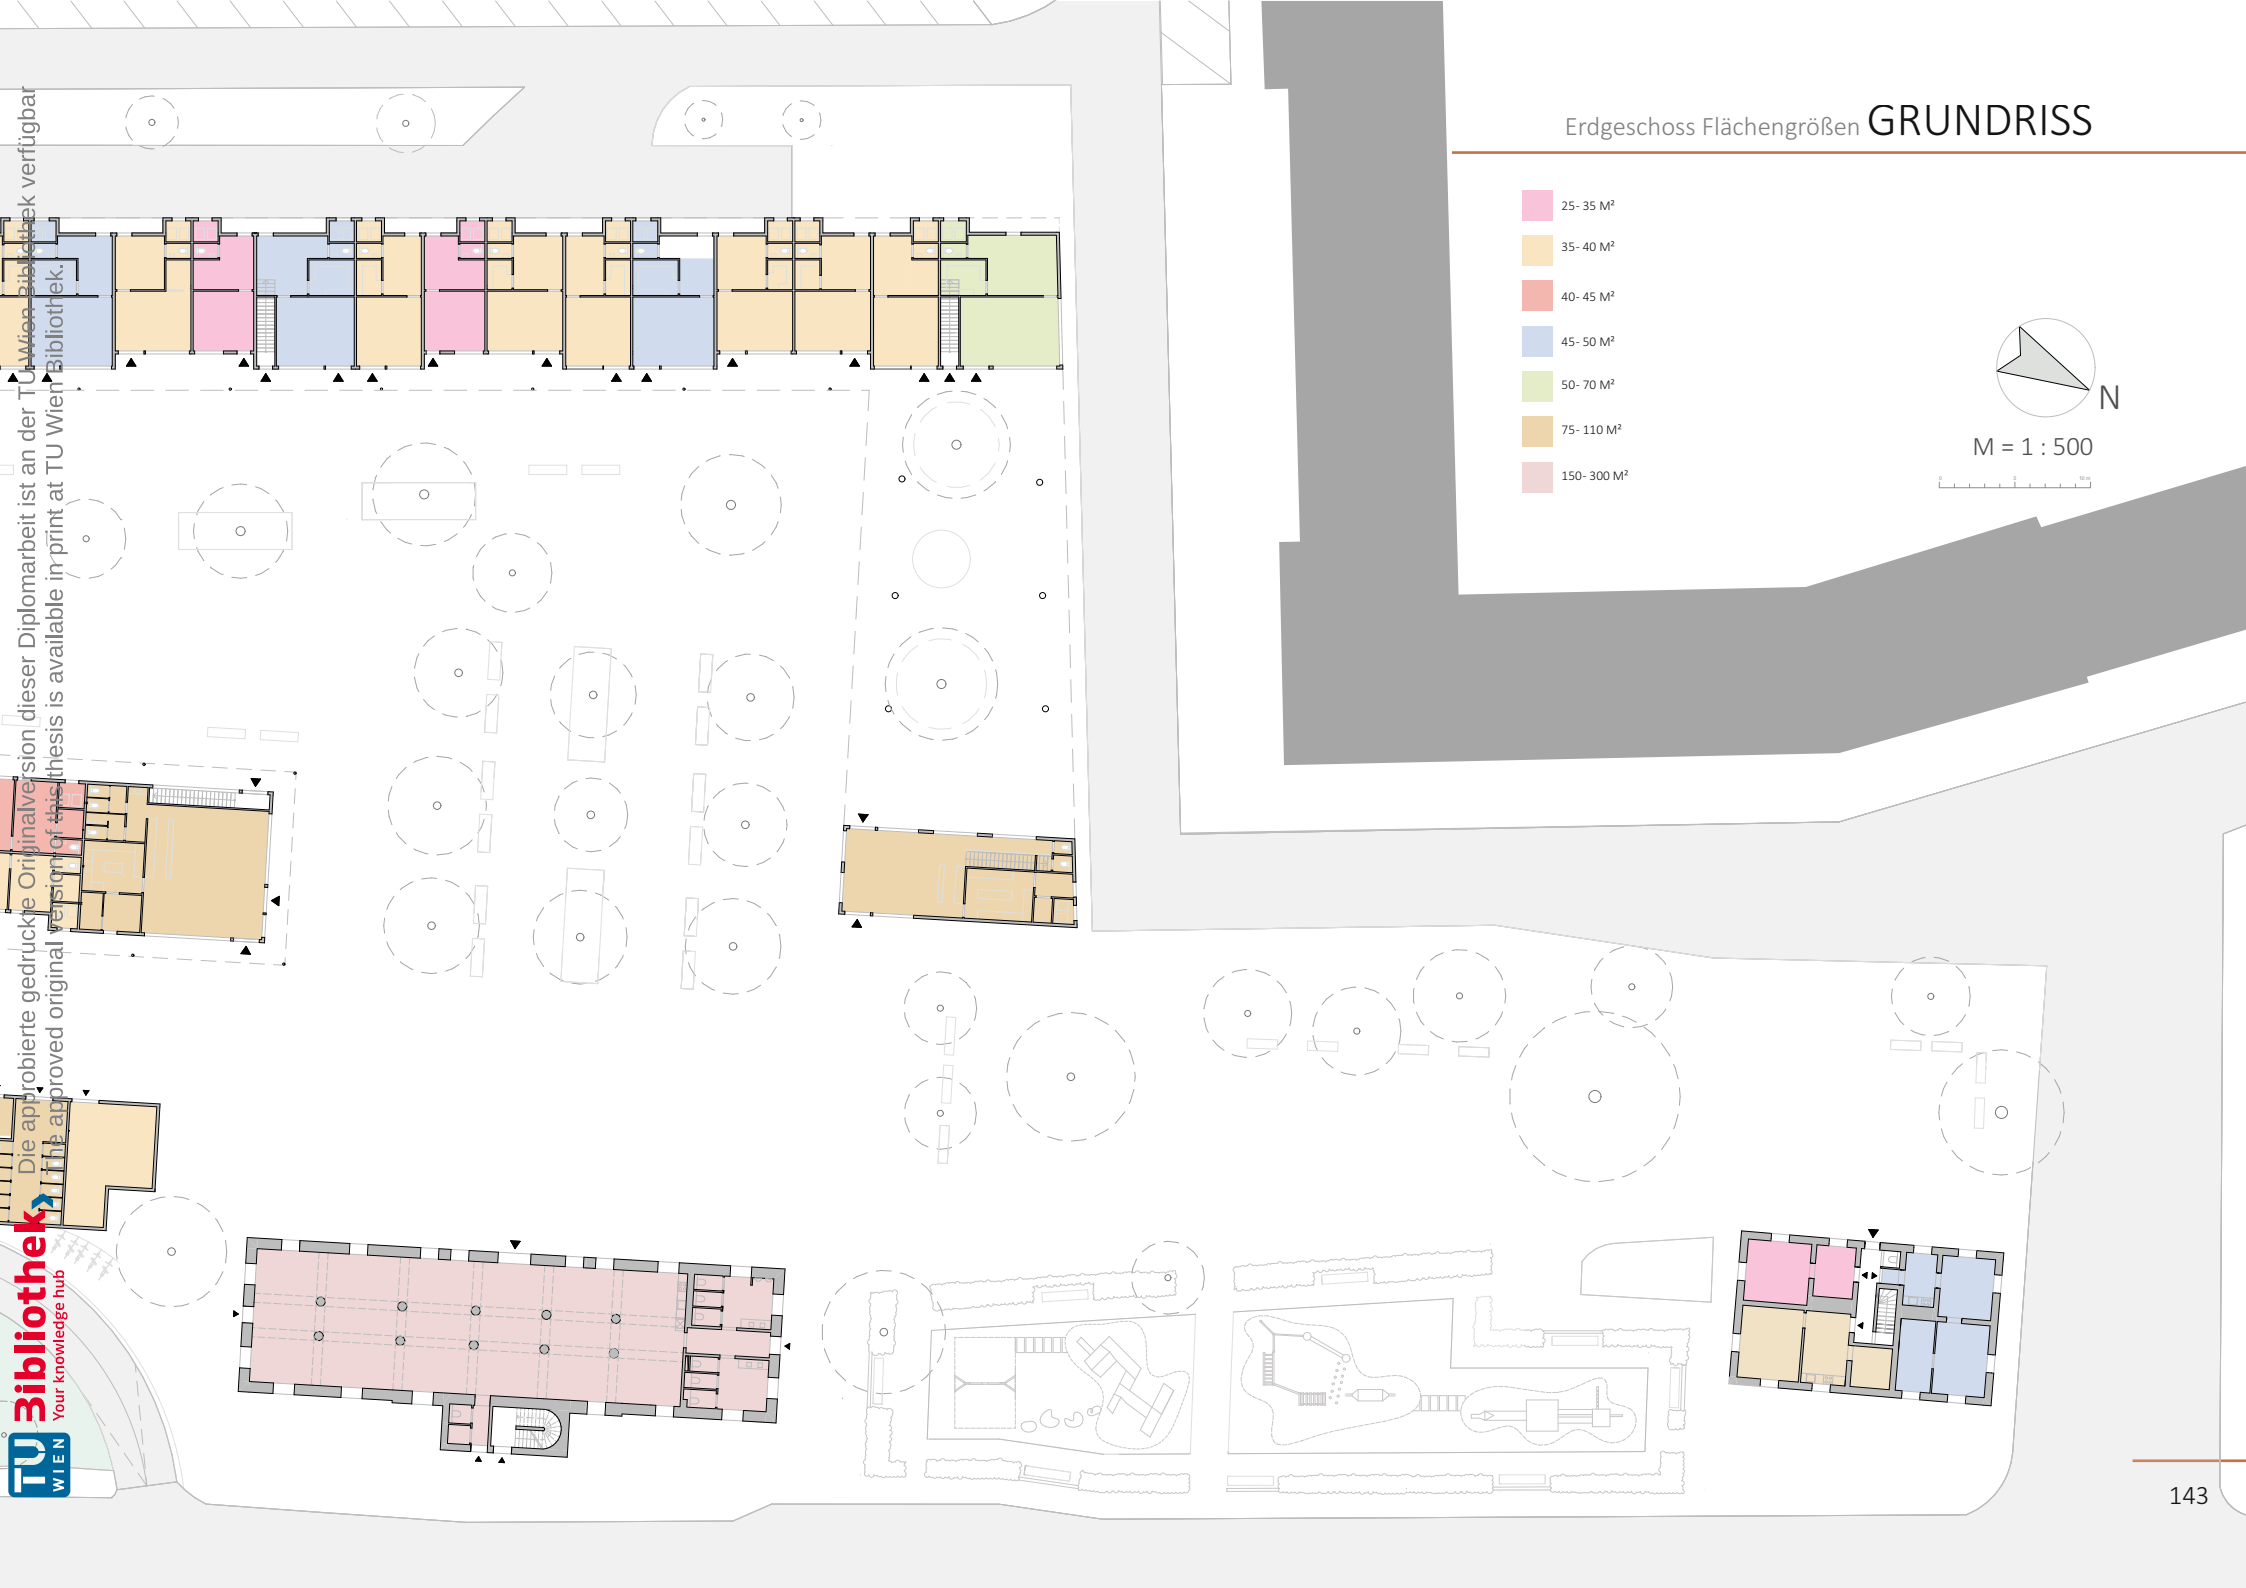 Erdgeschoss Flächengrößen GRUNDRISS
25- 35 M²
35- 40 M²
40- 45 M²
45- 50 M²
50- 70 M²
75- 110 M²
150- 300 M²
N
M = 1 : 500
0 5 10 m
Die approbierte gedruckte Originalversion dieser Diplomarbeit ist an der TU Wien Bibliothek verfügbar
The approved original version of this thesis is available in print at TU Wien Bibliothek.
TU WIEN
Bibliothek
Your knowledge hub
143